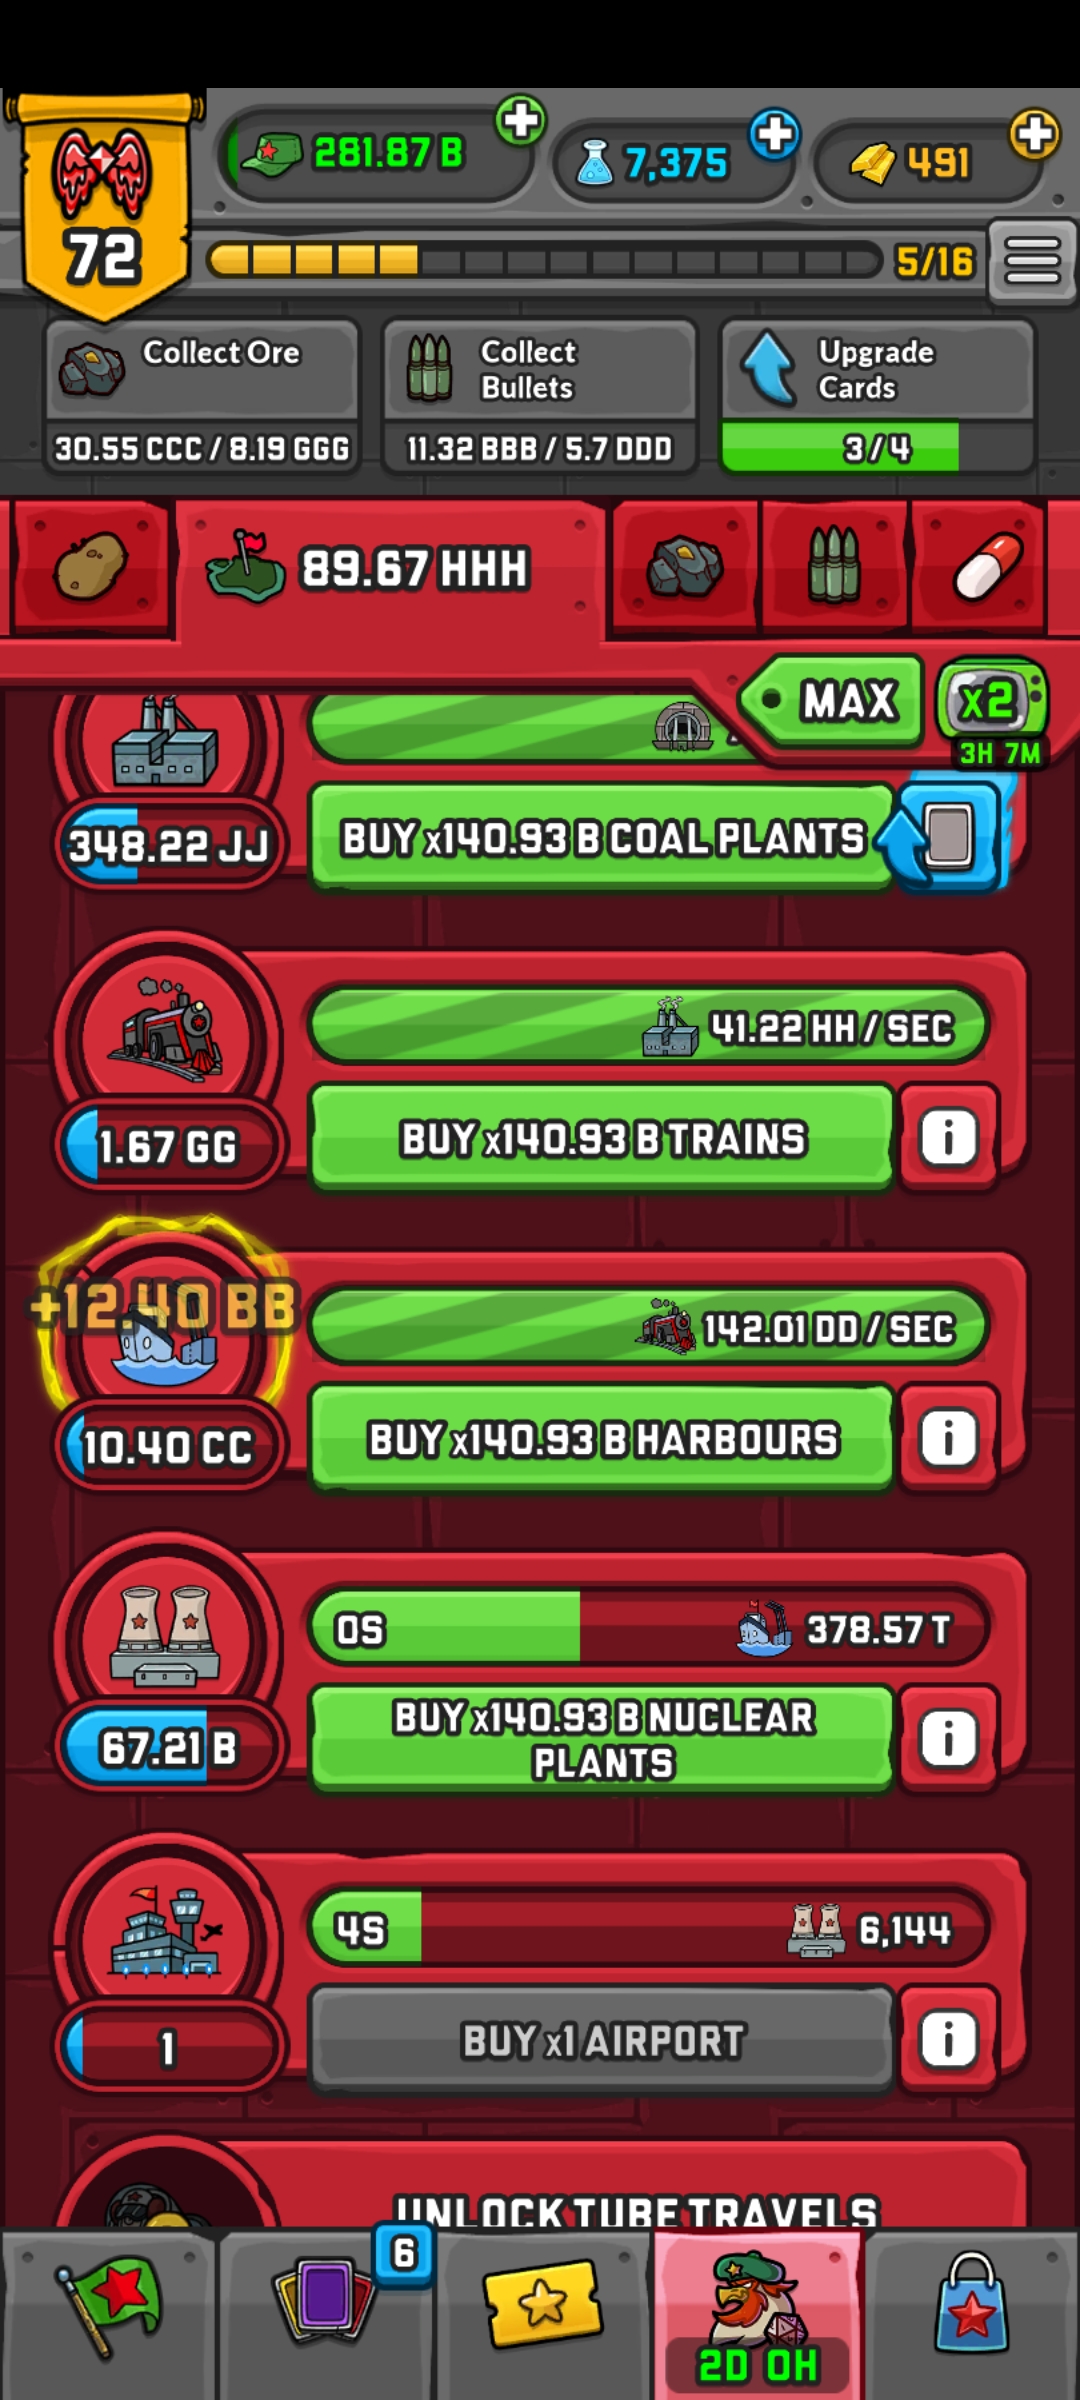 281.87 B
7,375
491
72
5/16
Collect Ore
30.55 CCC / 8.19 GGG
Collect
Bullets
11.32 BBB / 5.7 DDD
Upgrade
Cards
3/4
89.67 HHH
MAX
x2
3H 7M
348.22 JJ
BUY x140.93 B COAL PLANTS
41.22 HH / SEC
1.67 GG
BUY x140.93 B TRAINS
i
+12.40 BB
142.01 DD / SEC
10.40 CC
BUY x140.93 B HARBOURS
i
0S
378.57 T
67.21 B
BUY x140.93 B NUCLEAR
PLANTS
i
4S
6,144
1
BUY x1 AIRPORT
i
UNLOCK TUBE TRAVELS
6
2D 0H